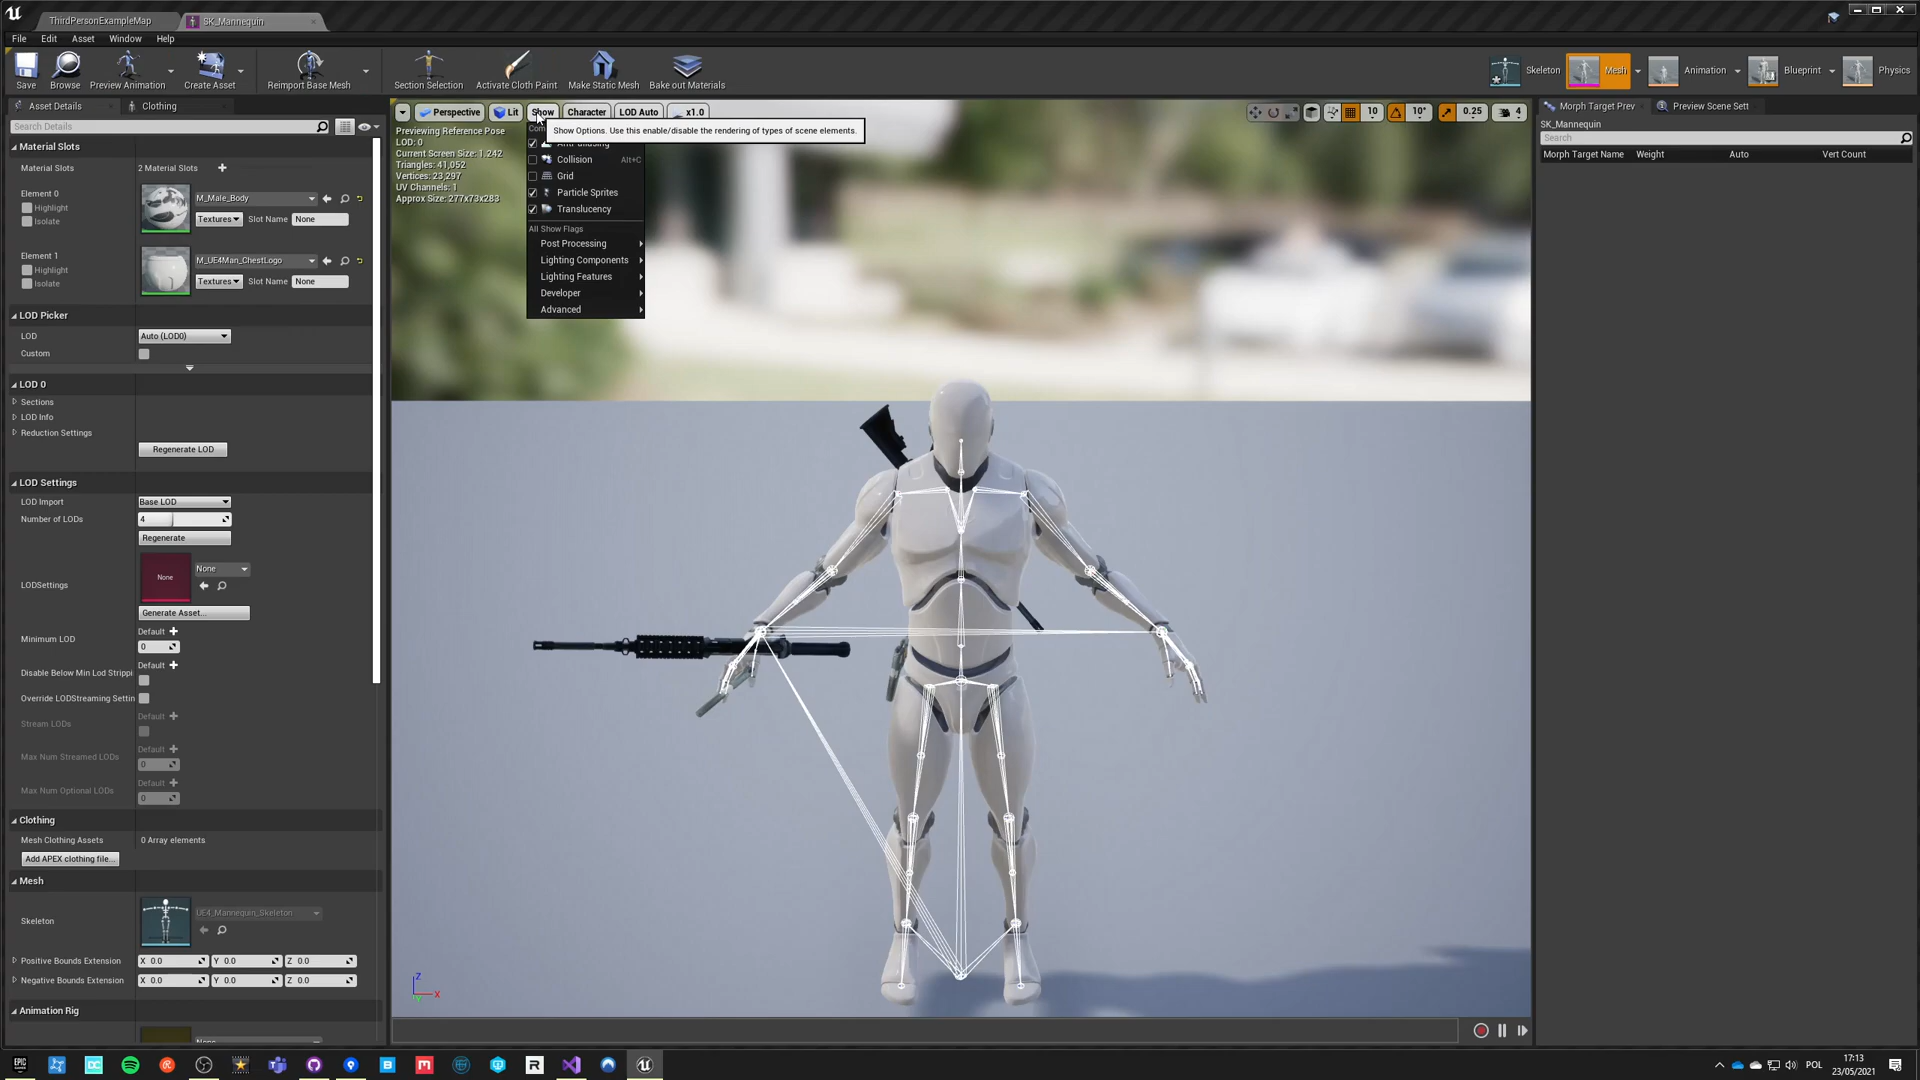 ThirdPersonExampleMap
SK_Mannequin
File Edit Asset Window Help
Save Browse Preview Animation Create Asset Reimport Base Mesh Section Selection Activate Cloth Paint Make Static Mesh Bake out Materials Skeleton Mesh Animation Blueprint Physics
Asset Details Clothing
Search Details
Material Slots
Material Slots 2 Material Slots
Element 0
Highlight
Isolate
M_Male_Body
Textures Slot Name None
Element 1
Highlight
Isolate
M_UE4Man_ChestLogo
Textures Slot Name None
LOD Picker
LOD Auto (LOD0)
Custom
LOD 0
Sections
LOD Info
Reduction Settings
Regenerate LOD
LOD Settings
LOD Import Base LOD
Number of LODs 4
Regenerate
LODSettings None None
Generate Asset...
Minimum LOD Default 0
Disable Below Min Lod Strippi Default
Override LODStreaming Settin
Stream LODs Default
Max Num Streamed LODs Default 0
Max Num Optional LODs Default 0
Clothing
Mesh Clothing Assets 0 Array elements
Add APEX clothing file...
Mesh
Skeleton UE4_Mannequin_Skeleton
Positive Bounds Extension X 0.0 Y 0.0 Z 0.0
Negative Bounds Extension X 0.0 Y 0.0 Z 0.0
Animation Rig
Perspective Lit Show Character LOD Auto x1.0 10 10° 0.25 4
Previewing Reference Pose
LOD: 0
Current Screen Size: 1.242
Triangles: 41,052
Vertices: 23,297
UV Channels: 1
Approx Size: 277x73x283
Show Options. Use this enable/disable the rendering of types of scene elements.
Collision Alt+C
Grid
Particle Sprites
Translucency
All Show Flags
Post Processing
Lighting Components
Lighting Features
Developer
Advanced
Z
X
Morph Target Prev Preview Scene Sett
SK_Mannequin
Search
Morph Target Name Weight Auto Vert Count
POL
17:13
23/05/2021